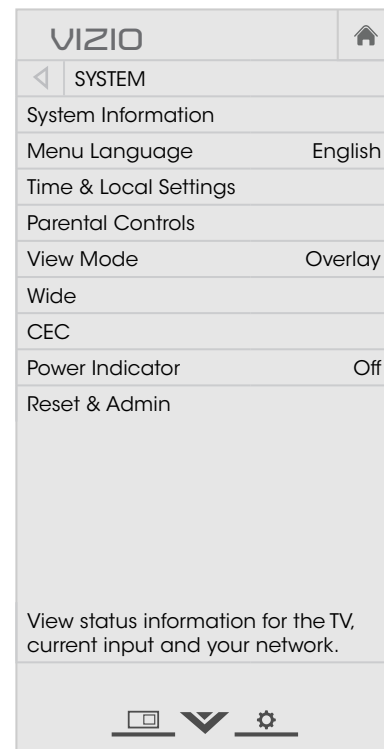 VIZIO
SYSTEM
System Information
Menu Language English
Time & Local Settings
Parental Controls
View Mode Overlay
Wide
CEC
Power Indicator Off
Reset & Admin
View status information for the TV,
current input and your network.